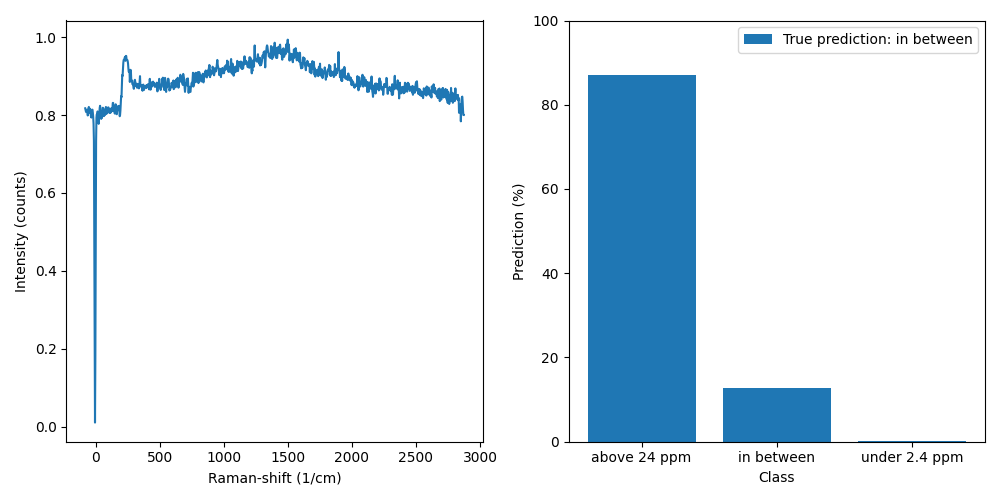 1.0
0.8
0.6
0.4
0.2
0.0
Intensity (counts)
0 500 1000 1500 2000 2500 3000
Raman-shift (1/cm)
100
80
60
40
20
0
Prediction (%)
True prediction: in between
above 24 ppm in between under 2.4 ppm
Class